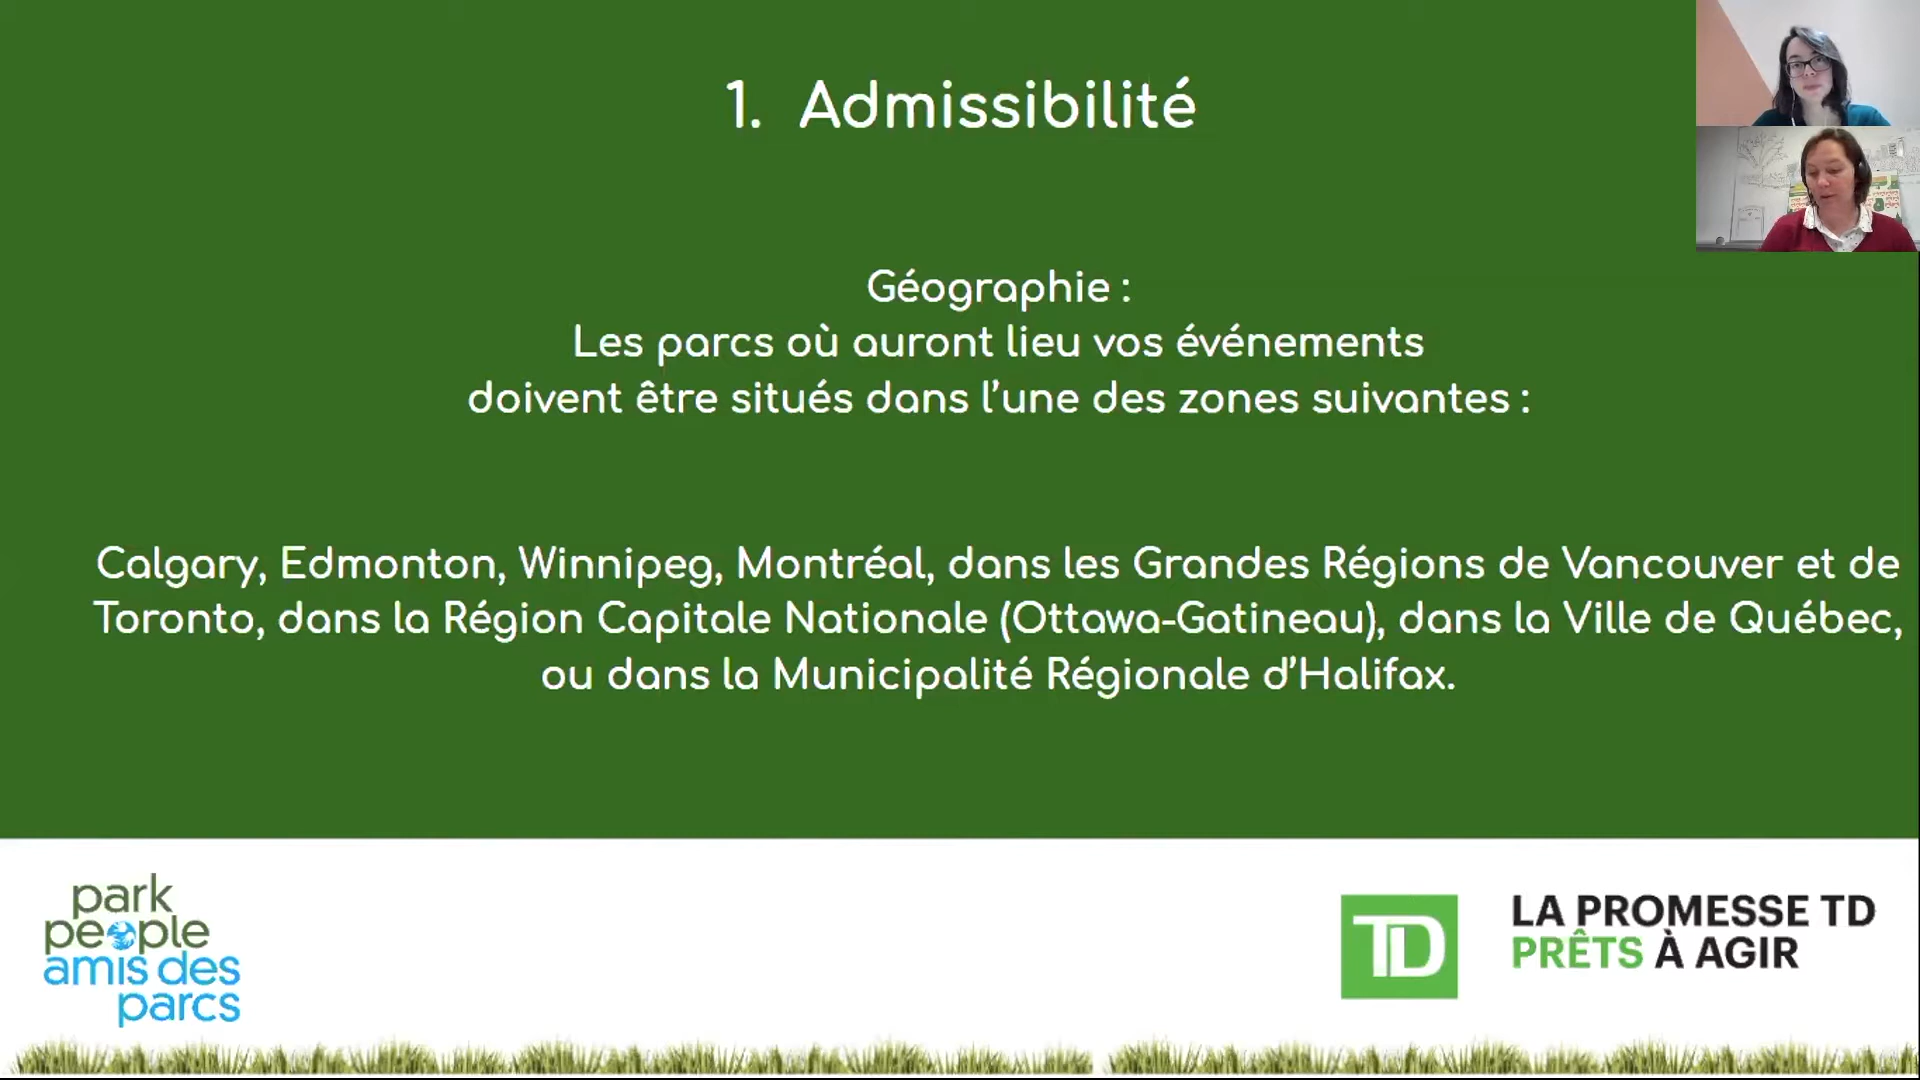 1. Admissibilité
Géographie :
Les parcs où auront lieu vos événements
doivent être situés dans l’une des zones suivantes :
Calgary, Edmonton, Winnipeg, Montréal, dans les Grandes Régions de Vancouver et de
Toronto, dans la Région Capitale Nationale (Ottawa-Gatineau), dans la Ville de Québec,
ou dans la Municipalité Régionale d’Halifax.
park
people
amis des
parcs
TD
LA PROMESSE TD
PRÊTS À AGIR